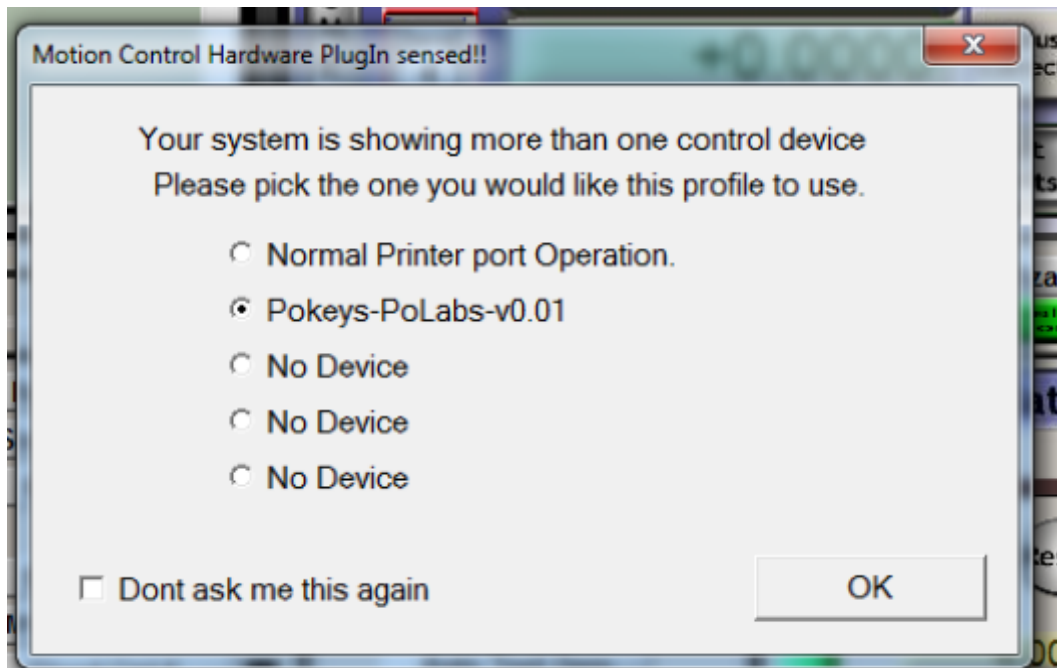 Motion Control Hardware PlugIn sensed!!
+0.0000
Your system is showing more than one control device
Please pick the one you would like this profile to use.
Normal Printer port Operation.
Pokeys-PoLabs-v0.01
No Device
No Device
No Device
Dont ask me this again
OK